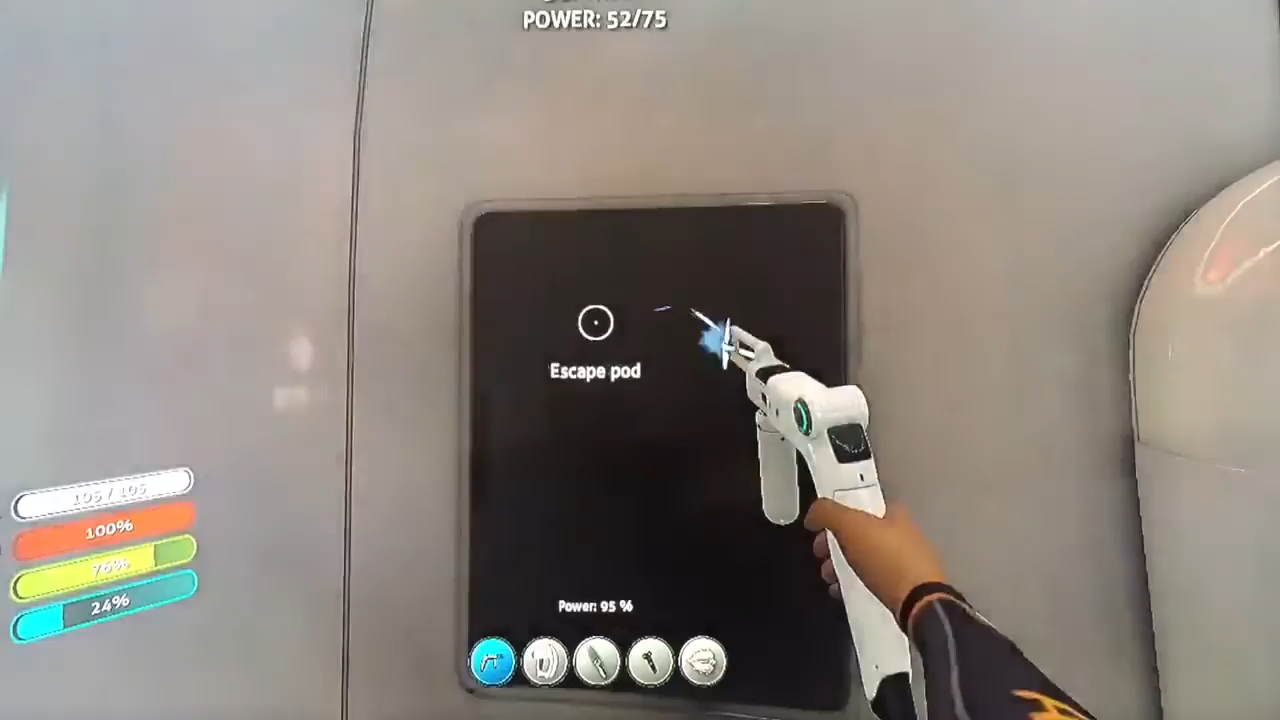 POWER: 52/75
Escape pod
105 / 105
100%
76%
24%
Power: 95 %